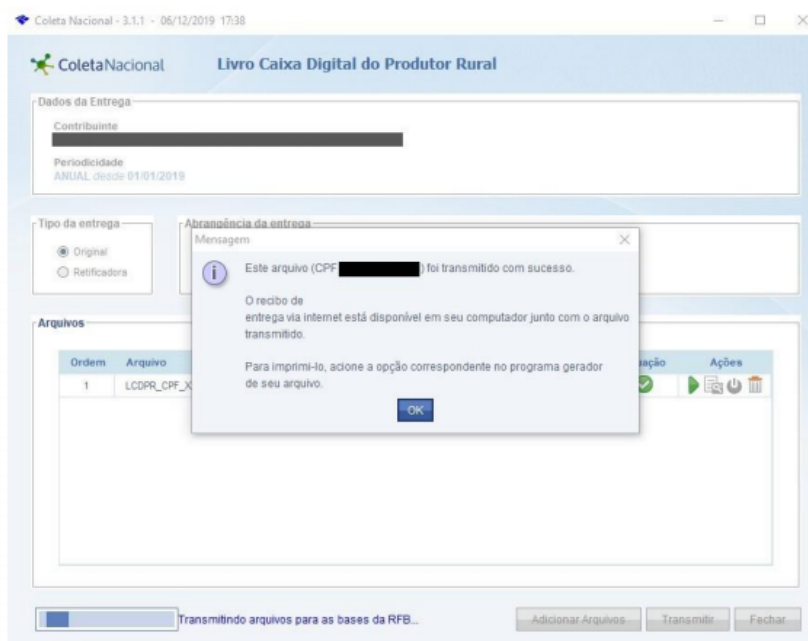 Coleta Nacional - 3.1.1 - 06/12/2019 17:38
ColetaNacional
Livro Caixa Digital do Produtor Rural
Dados da Entrega
Contribuinte
Periodicidade
ANUAL desde 01/01/2019
Tipo da entrega
Original
Retificadora
Abrangência da entrega
Mensagem
Este arquivo (CPF ) foi transmitido com sucesso.
O recibo de
entrega via internet está disponível em seu computador junto com o arquivo
transmitido.
Para imprimi-lo, acione a opção correspondente no programa gerador
de seu arquivo.
OK
Arquivos
Ordem Arquivo uação Ações
1 LCDPR_CPF_X
Transmitindo arquivos para as bases da RFB...
Adicionar Arquivos Transmitir Fechar